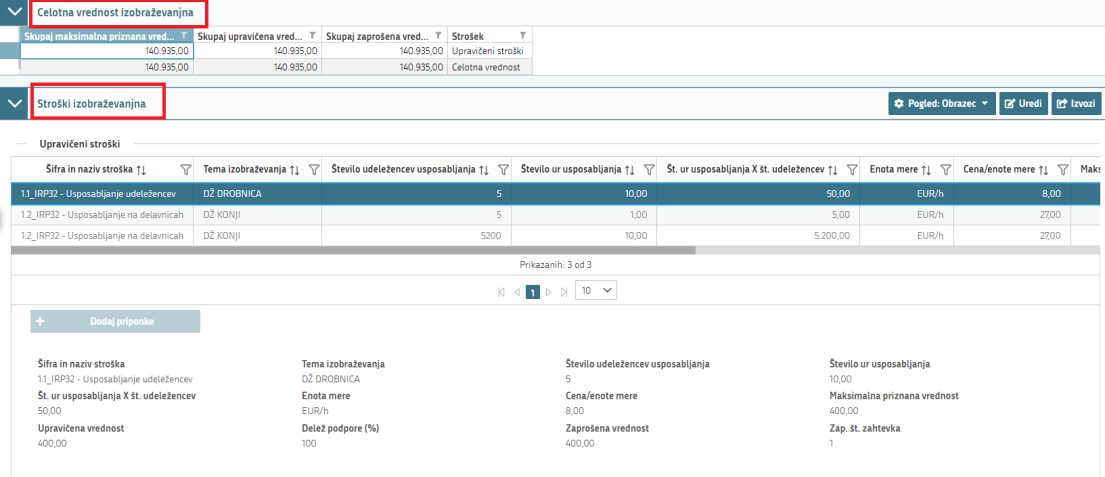 Celotna vrednost izobraževanjna
Skupaj maksimalna priznana vred... Skupaj upravičena vred... Skupaj zaprošena vred... Strošek
140.935,00 140.935,00 140.935,00 Upravičeni stroški
140.935,00 140.935,00 140.935,00 Celotna vrednost
Stroški izobraževanjna Pogled: Obrazec Uredi Izvozi
Upravičeni stroški
Šifra in naziv stroška Tema izobraževanja Število udeležencev usposabljanja Število ur usposabljanja Št. ur usposabljanja X št. udeležencev Enota mere Cena/enote mere Maks
1.1_IRP32 - Usposabljanje udeležencev DŽ DROBNICA 5 10,00 50,00 EUR/h 8,00
1.2_IRP32 - Usposabljanje na delavnicah DŽ KONJI 5 1,00 5,00 EUR/h 27,00
1.2_IRP32 - Usposabljanje na delavnicah DŽ KONJI 5200 10,00 5.200,00 EUR/h 27,00
Prikazanih: 3 od 3
1 10
+ Dodaj priponke
Šifra in naziv stroška Tema izobraževanja Število udeležencev usposabljanja Število ur usposabljanja
1.1_IRP32 - Usposabljanje udeležencev DŽ DROBNICA 5 10,00
Št. ur usposabljanja X št. udeležencev Enota mere Cena/enote mere Maksimalna priznana vrednost
50,00 EUR/h 8,00 400,00
Upravičena vrednost Delež podpore (%) Zaprošena vrednost Zap. št. zahtevka
400,00 100 400,00 1